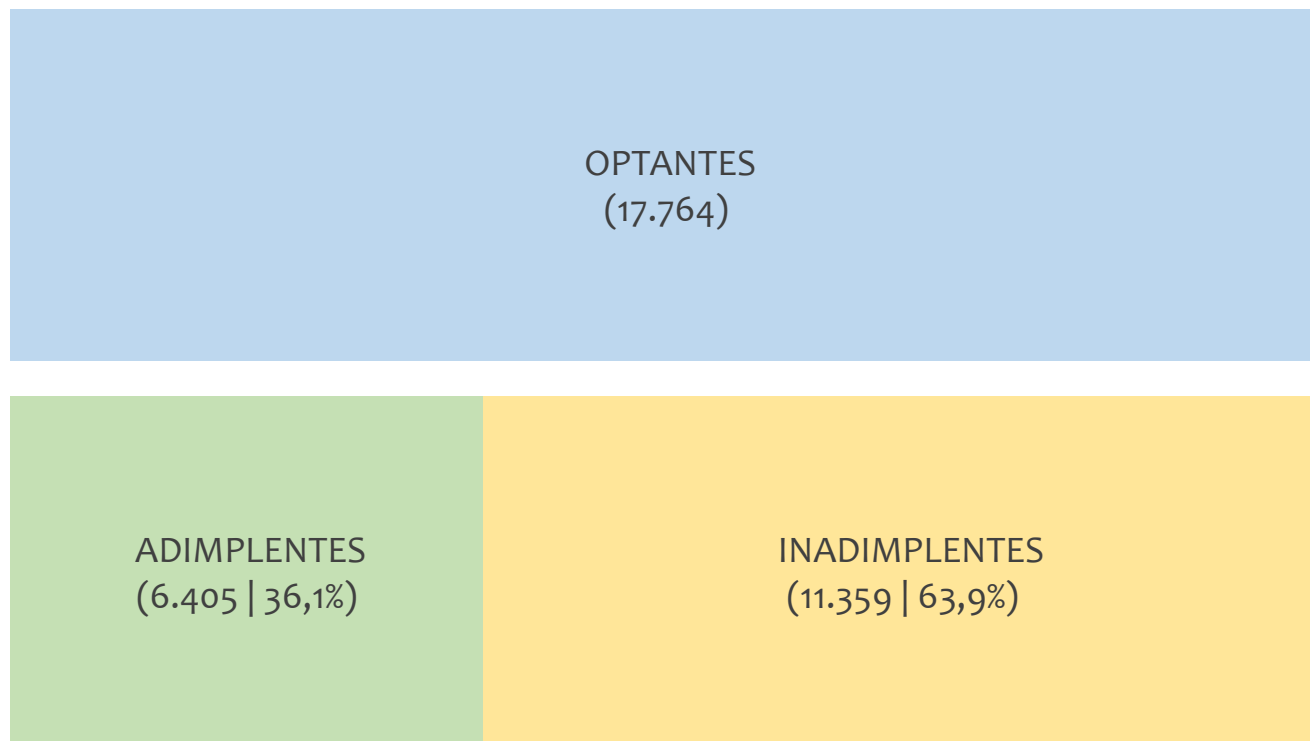 OPTANTES
(17.764)
ADIMPLENTES
(6.405 | 36,1%)
INADIMPLENTES
(11.359 | 63,9%)